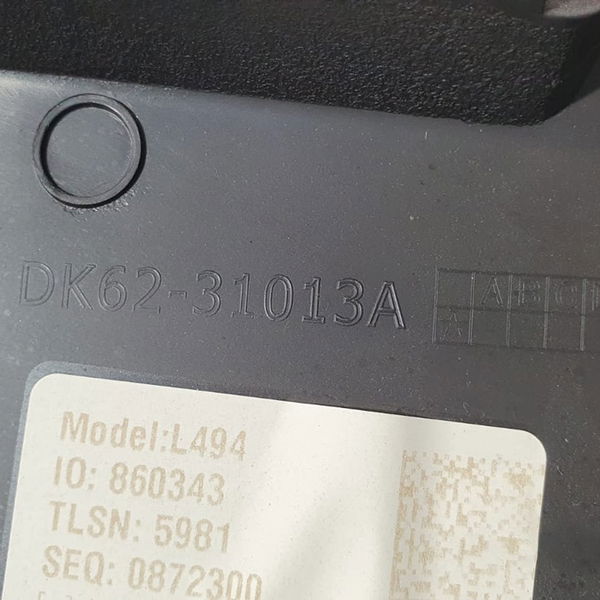 DK62-31013A
A B C
A
Model:L494
IO: 860343
TLSN: 5981
SEQ: 0872300